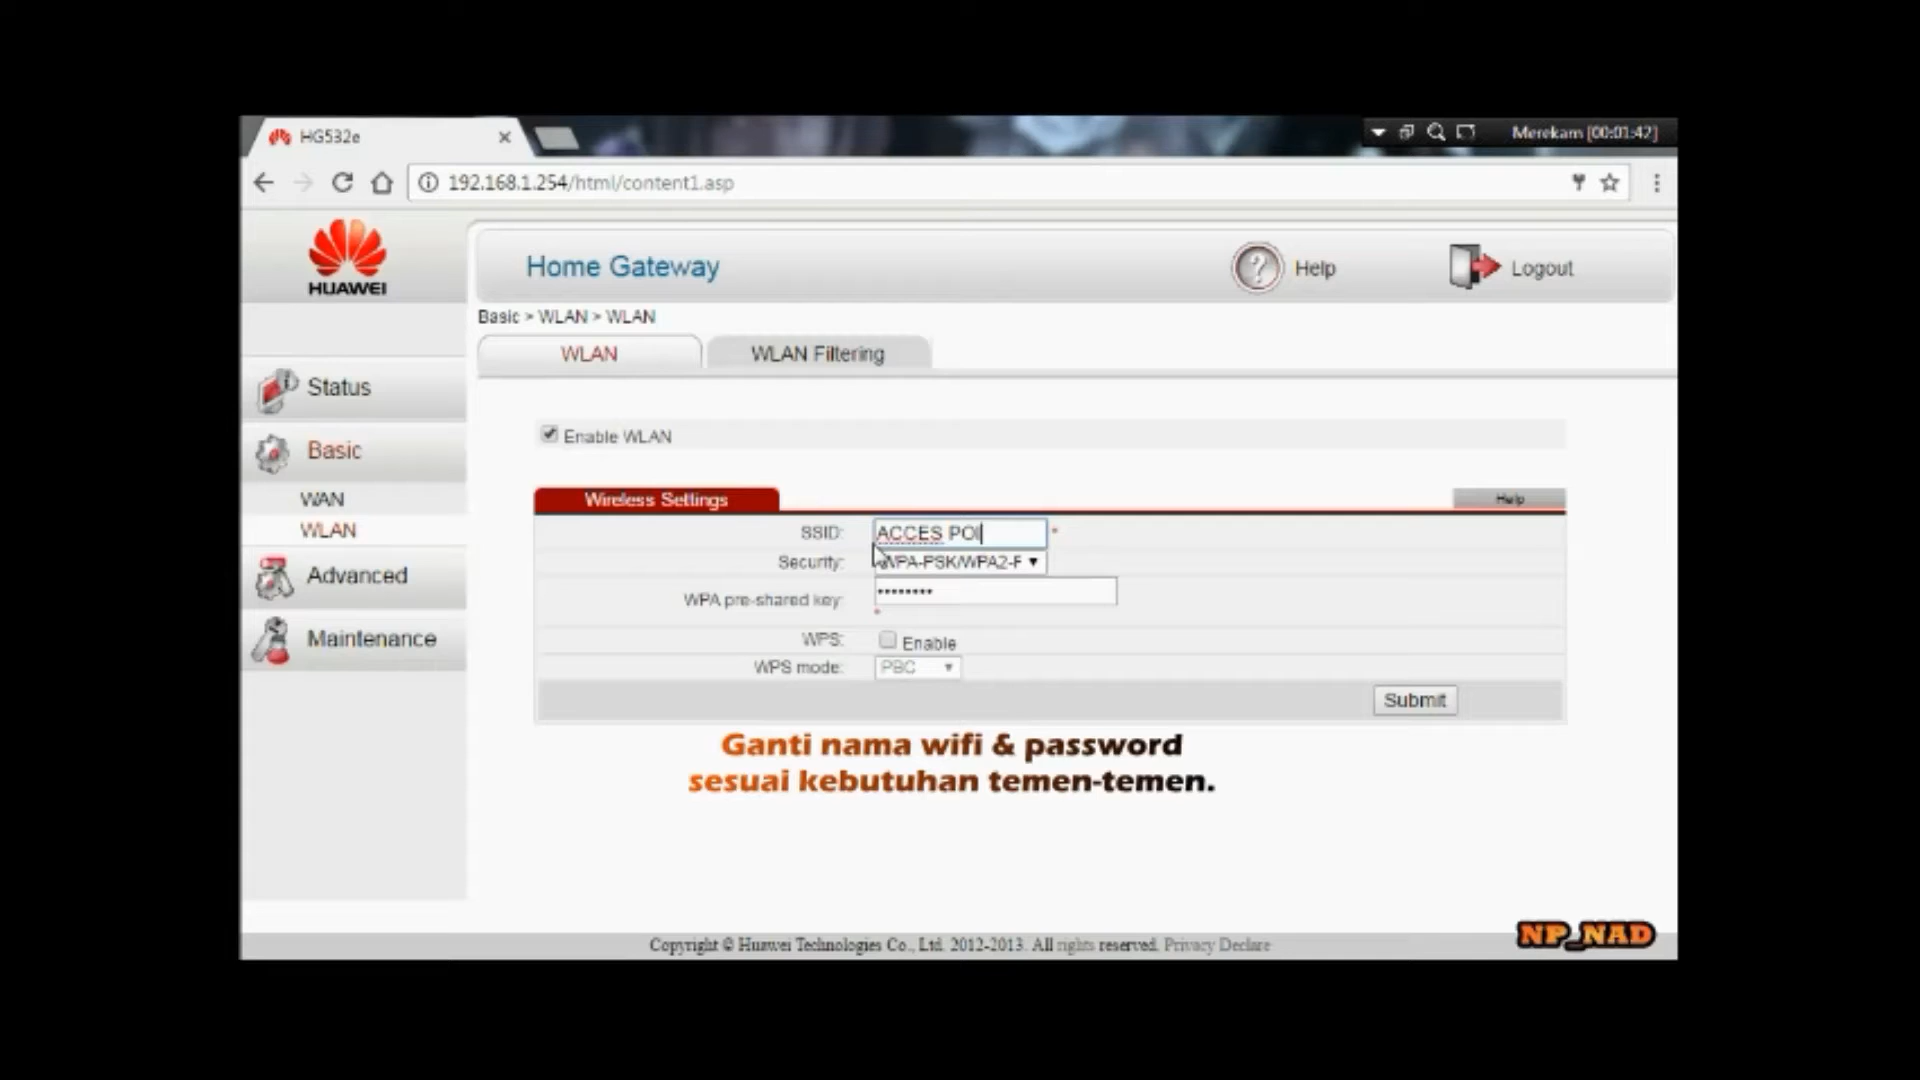 HG532e
Merekam [00:01:42]
192.168.1.254/html/content1.asp
HUAWEI
Home Gateway
Help
Logout
Basic > WLAN > WLAN
WLAN
WLAN Filtering
Status
Basic
WAN
WLAN
Advanced
Maintenance
Enable WLAN
Wireless Settings
Help
SSID:
ACCES POI
*
Security:
WPA-PSK/WPA2-P
WPA pre-shared key:
••••••••
*
WPS:
Enable
WPS mode:
PBC
Submit
Ganti nama wifi & password
sesuai kebutuhan temen-temen.
Copyright © Huawei Technologies Co., Ltd. 2012-2013. All rights reserved. Privacy Declare
NP_NAD